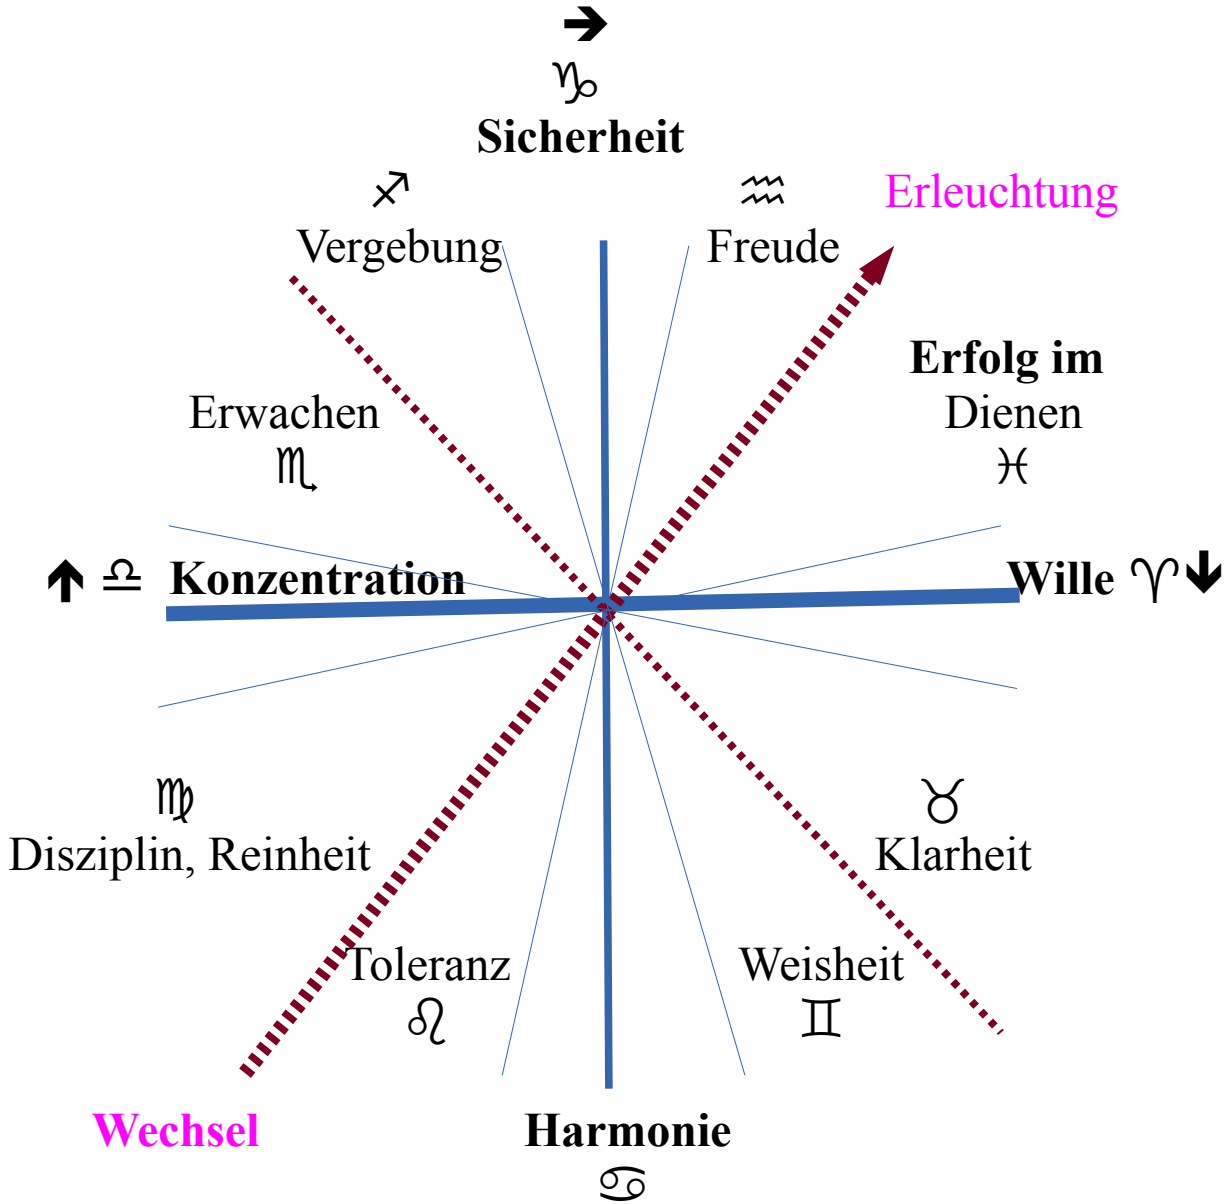 ➔
♑
Sicherheit
♐
♒
Erleuchtung
Vergebung
Freude
Erfolg im
Dienen
♓
Erwachen
♏
🡹 ♎ Konzentration
Wille ♈🡻
♍
Disziplin, Reinheit
♉
Klarheit
Toleranz
♌
Weisheit
♊
Wechsel
Harmonie
♋